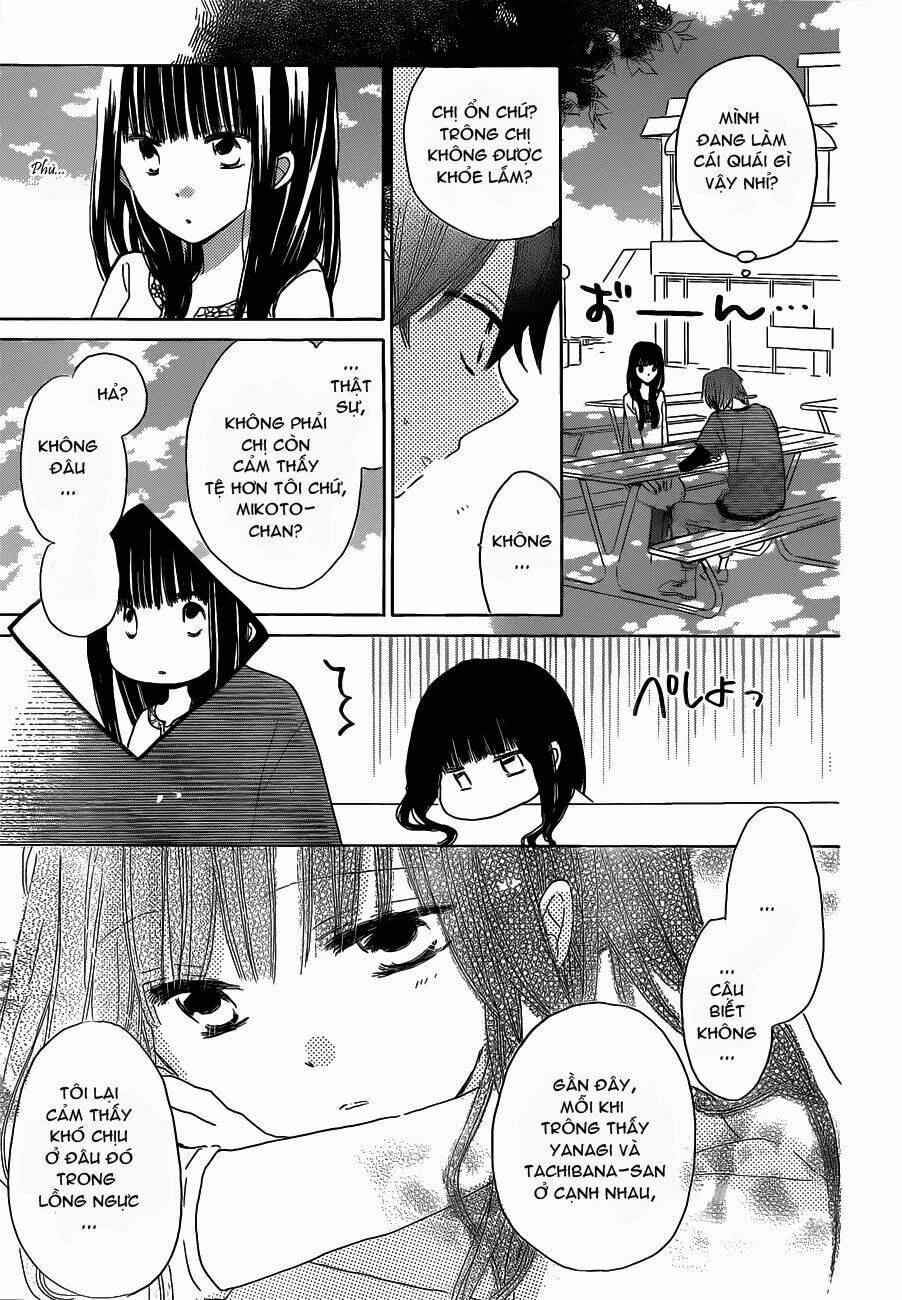 MÌNH
ĐANG LÀM
CÁI QUÁI GÌ
VẬY NHỈ?
ずーん…
CHỊ ỔN CHỨ?
TRÔNG CHỊ
KHÔNG ĐƯỢC
KHỎE LẮM?
KHÔNG
...
Phù...
...
THẬT
SỰ,
KHÔNG PHẢI
CHỊ CÒN
CẢM THẤY
TỆ HƠN TÔI CHỨ,
MIKOTO-
CHAN?
HẢ?
KHÔNG
ĐÂU
...
ぺしょっ
...
...
CẬU
BIẾT
KHÔNG
...
GẦN ĐÂY,
MỖI KHI
TRÔNG THẤY
YANAGI VÀ
TACHIBANA-SAN
Ở CẠNH NHAU,
TÔI LẠI
CẢM THẤY
KHÓ CHỊU
Ở ĐÂU ĐÓ
TRONG
LỒNG NGỰC
...